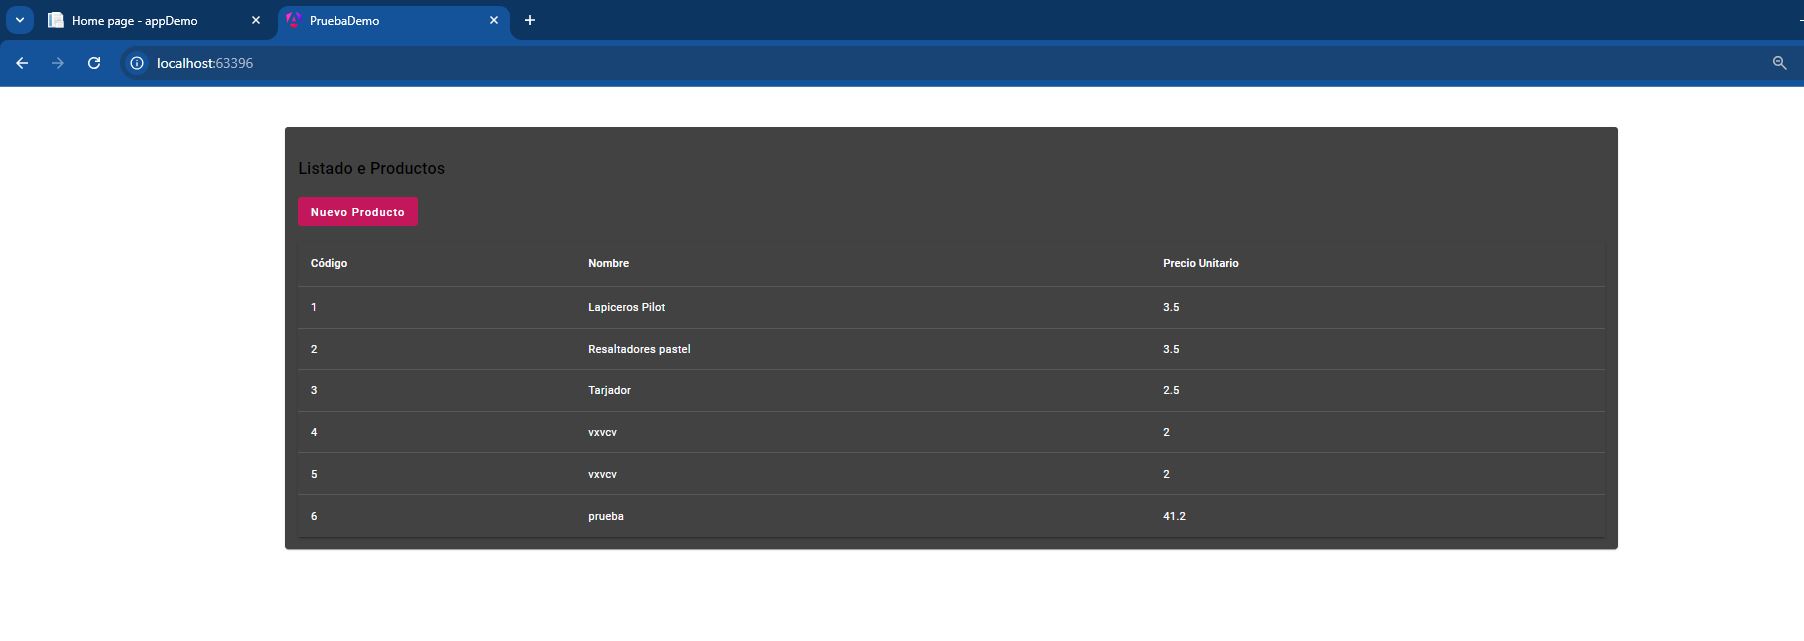 Home page - appDemo
PruebaDemo
localhost:63396
Listado e Productos
Nuevo Producto
Código Nombre Precio Unitario
1 Lapiceros Pilot 3.5
2 Resaltadores pastel 3.5
3 Tarjador 2.5
4 vxvcv 2
5 vxvcv 2
6 prueba 41.2